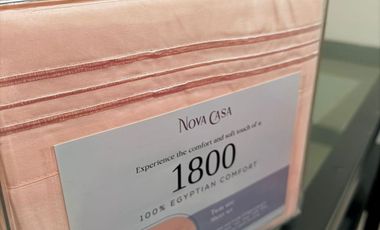 NOVA CASA
Experience the comfort and soft touch of a
1800
100% EGYPTIAN COMFORT